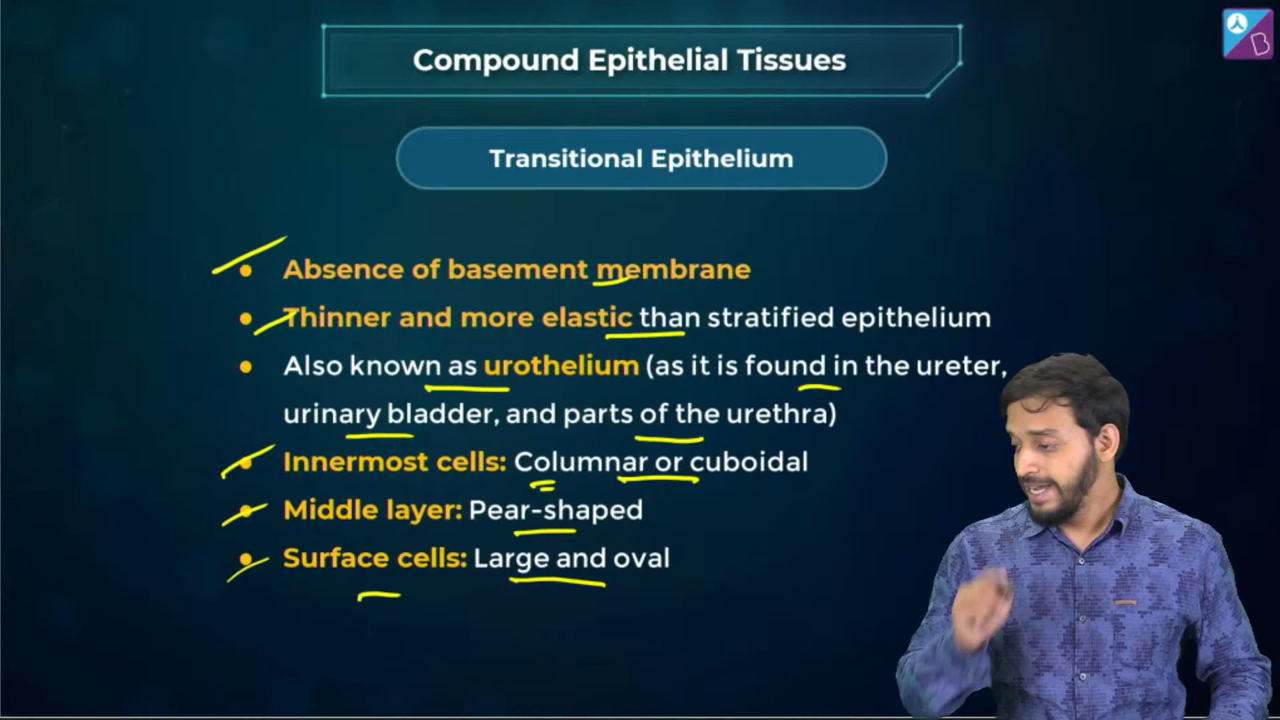 Compound Epithelial Tissues
Transitional Epithelium
• Absence of basement membrane
• Thinner and more elastic than stratified epithelium
• Also known as urothelium (as it is found in the ureter,
urinary bladder, and parts of the urethra)
• Innermost cells: Columnar or cuboidal
• Middle layer: Pear-shaped
• Surface cells: Large and oval